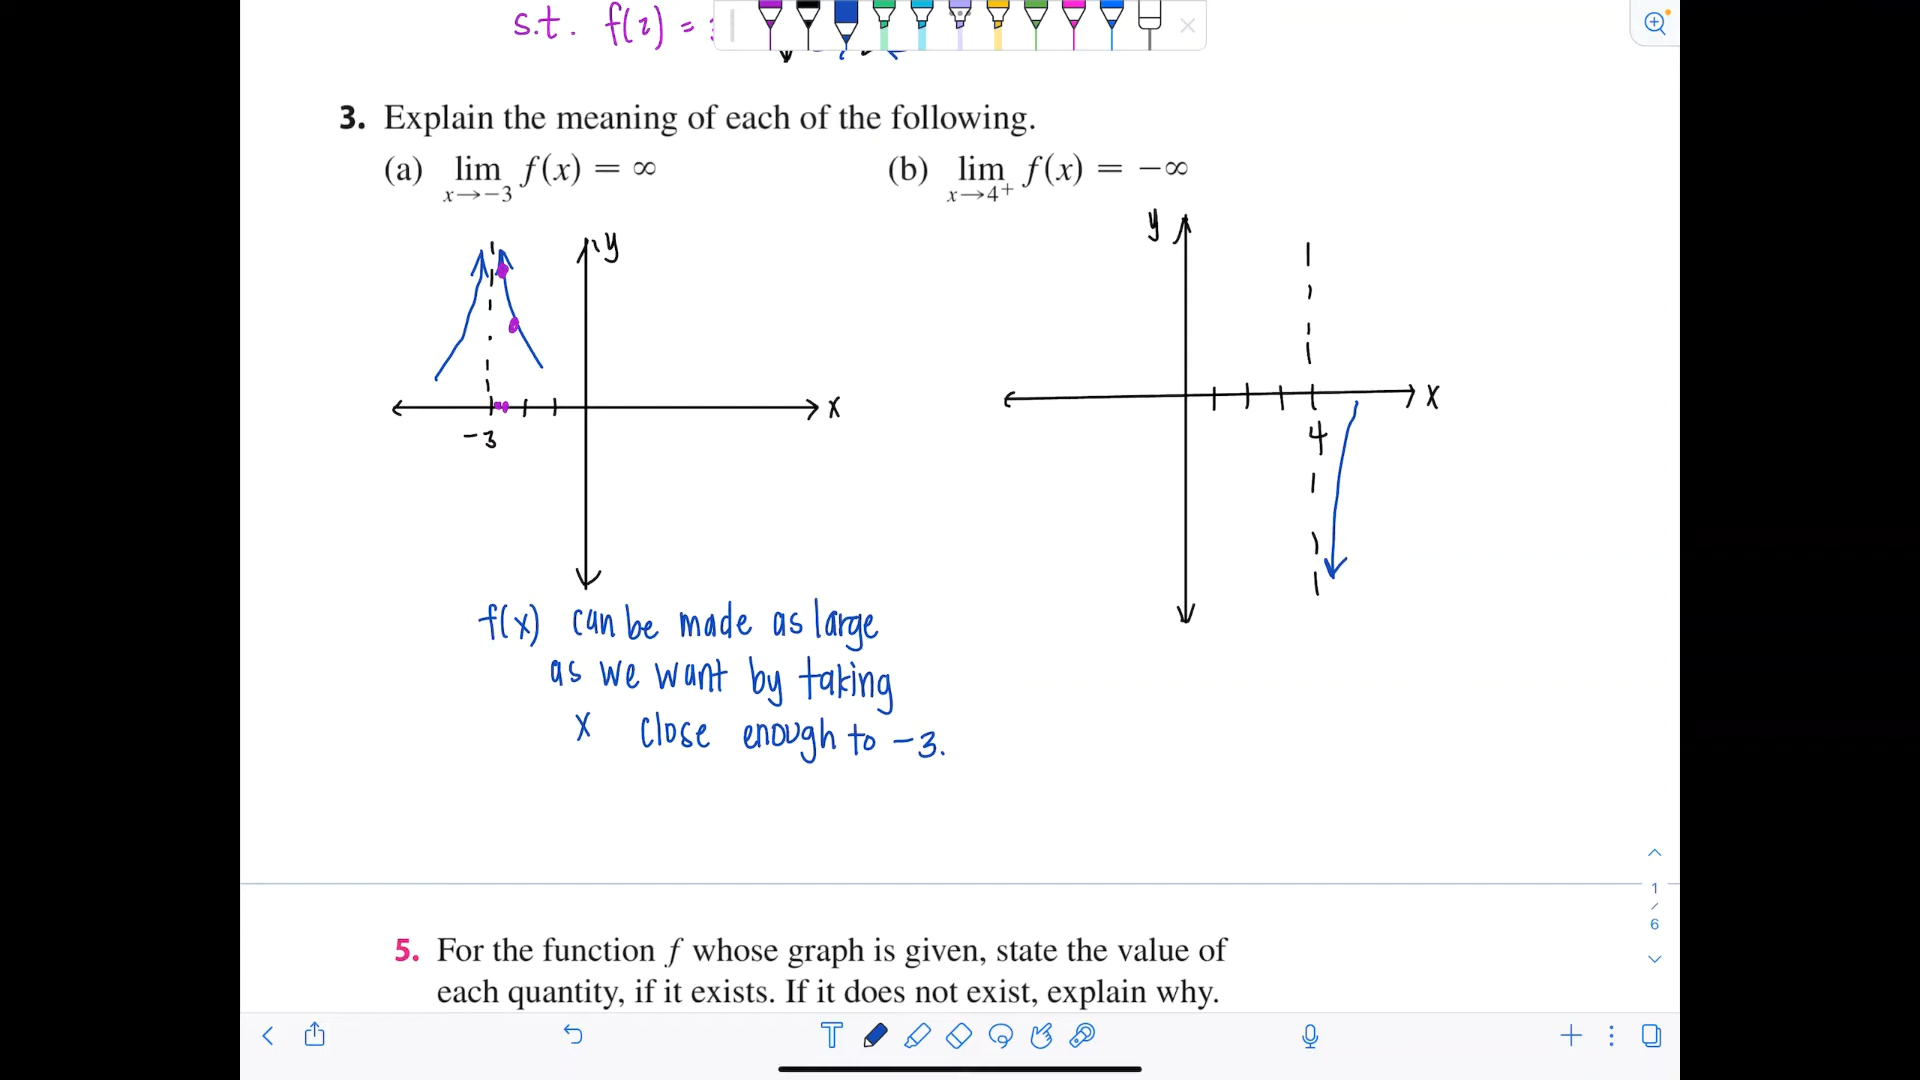 s.t. f(2) =
3. Explain the meaning of each of the following.
(a) lim x→−3 f(x) = ∞
(b) lim x→4⁺ f(x) = −∞
y
x
-3
y
x
4
f(x) can be made as large
as we want by taking
x close enough to -3.
1
/
6
5. For the function f whose graph is given, state the value of
each quantity, if it exists. If it does not exist, explain why.
T